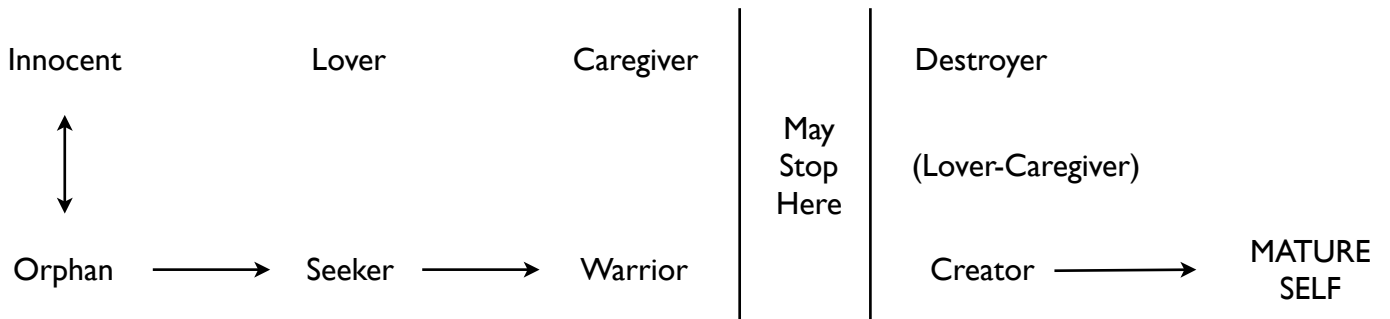 Innocent
Lover
Caregiver
Destroyer
May
Stop
Here
(Lover-Caregiver)
Orphan
Seeker
Warrior
Creator
MATURE
SELF